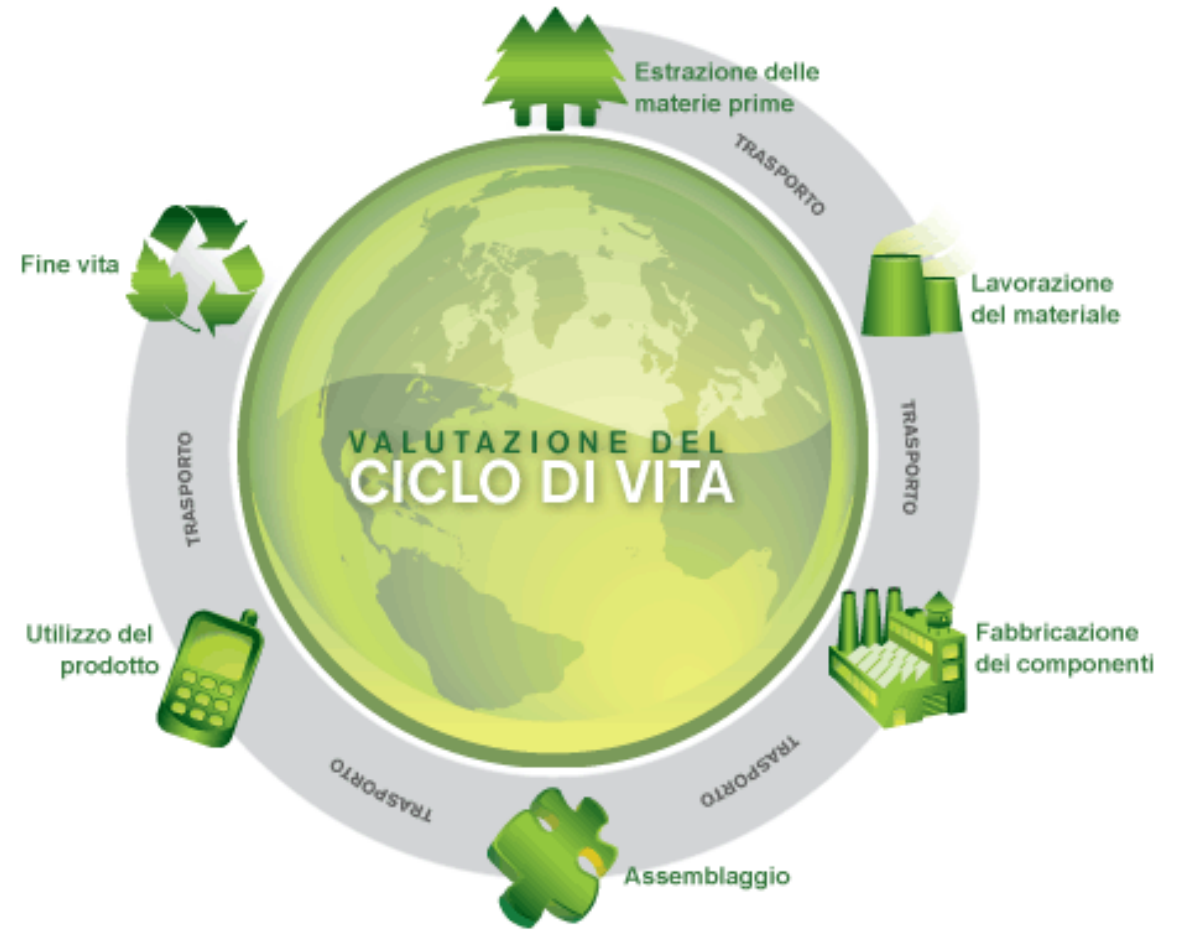 Estrazione delle
materie prime
TRASPORTO
Lavorazione
del materiale
TRASPORTO
Fabbricazione
dei componenti
TRASPORTO
Assemblaggio
TRASPORTO
Utilizzo del
prodotto
TRASPORTO
Fine vita
VALUTAZIONE DEL
CICLO DI VITA